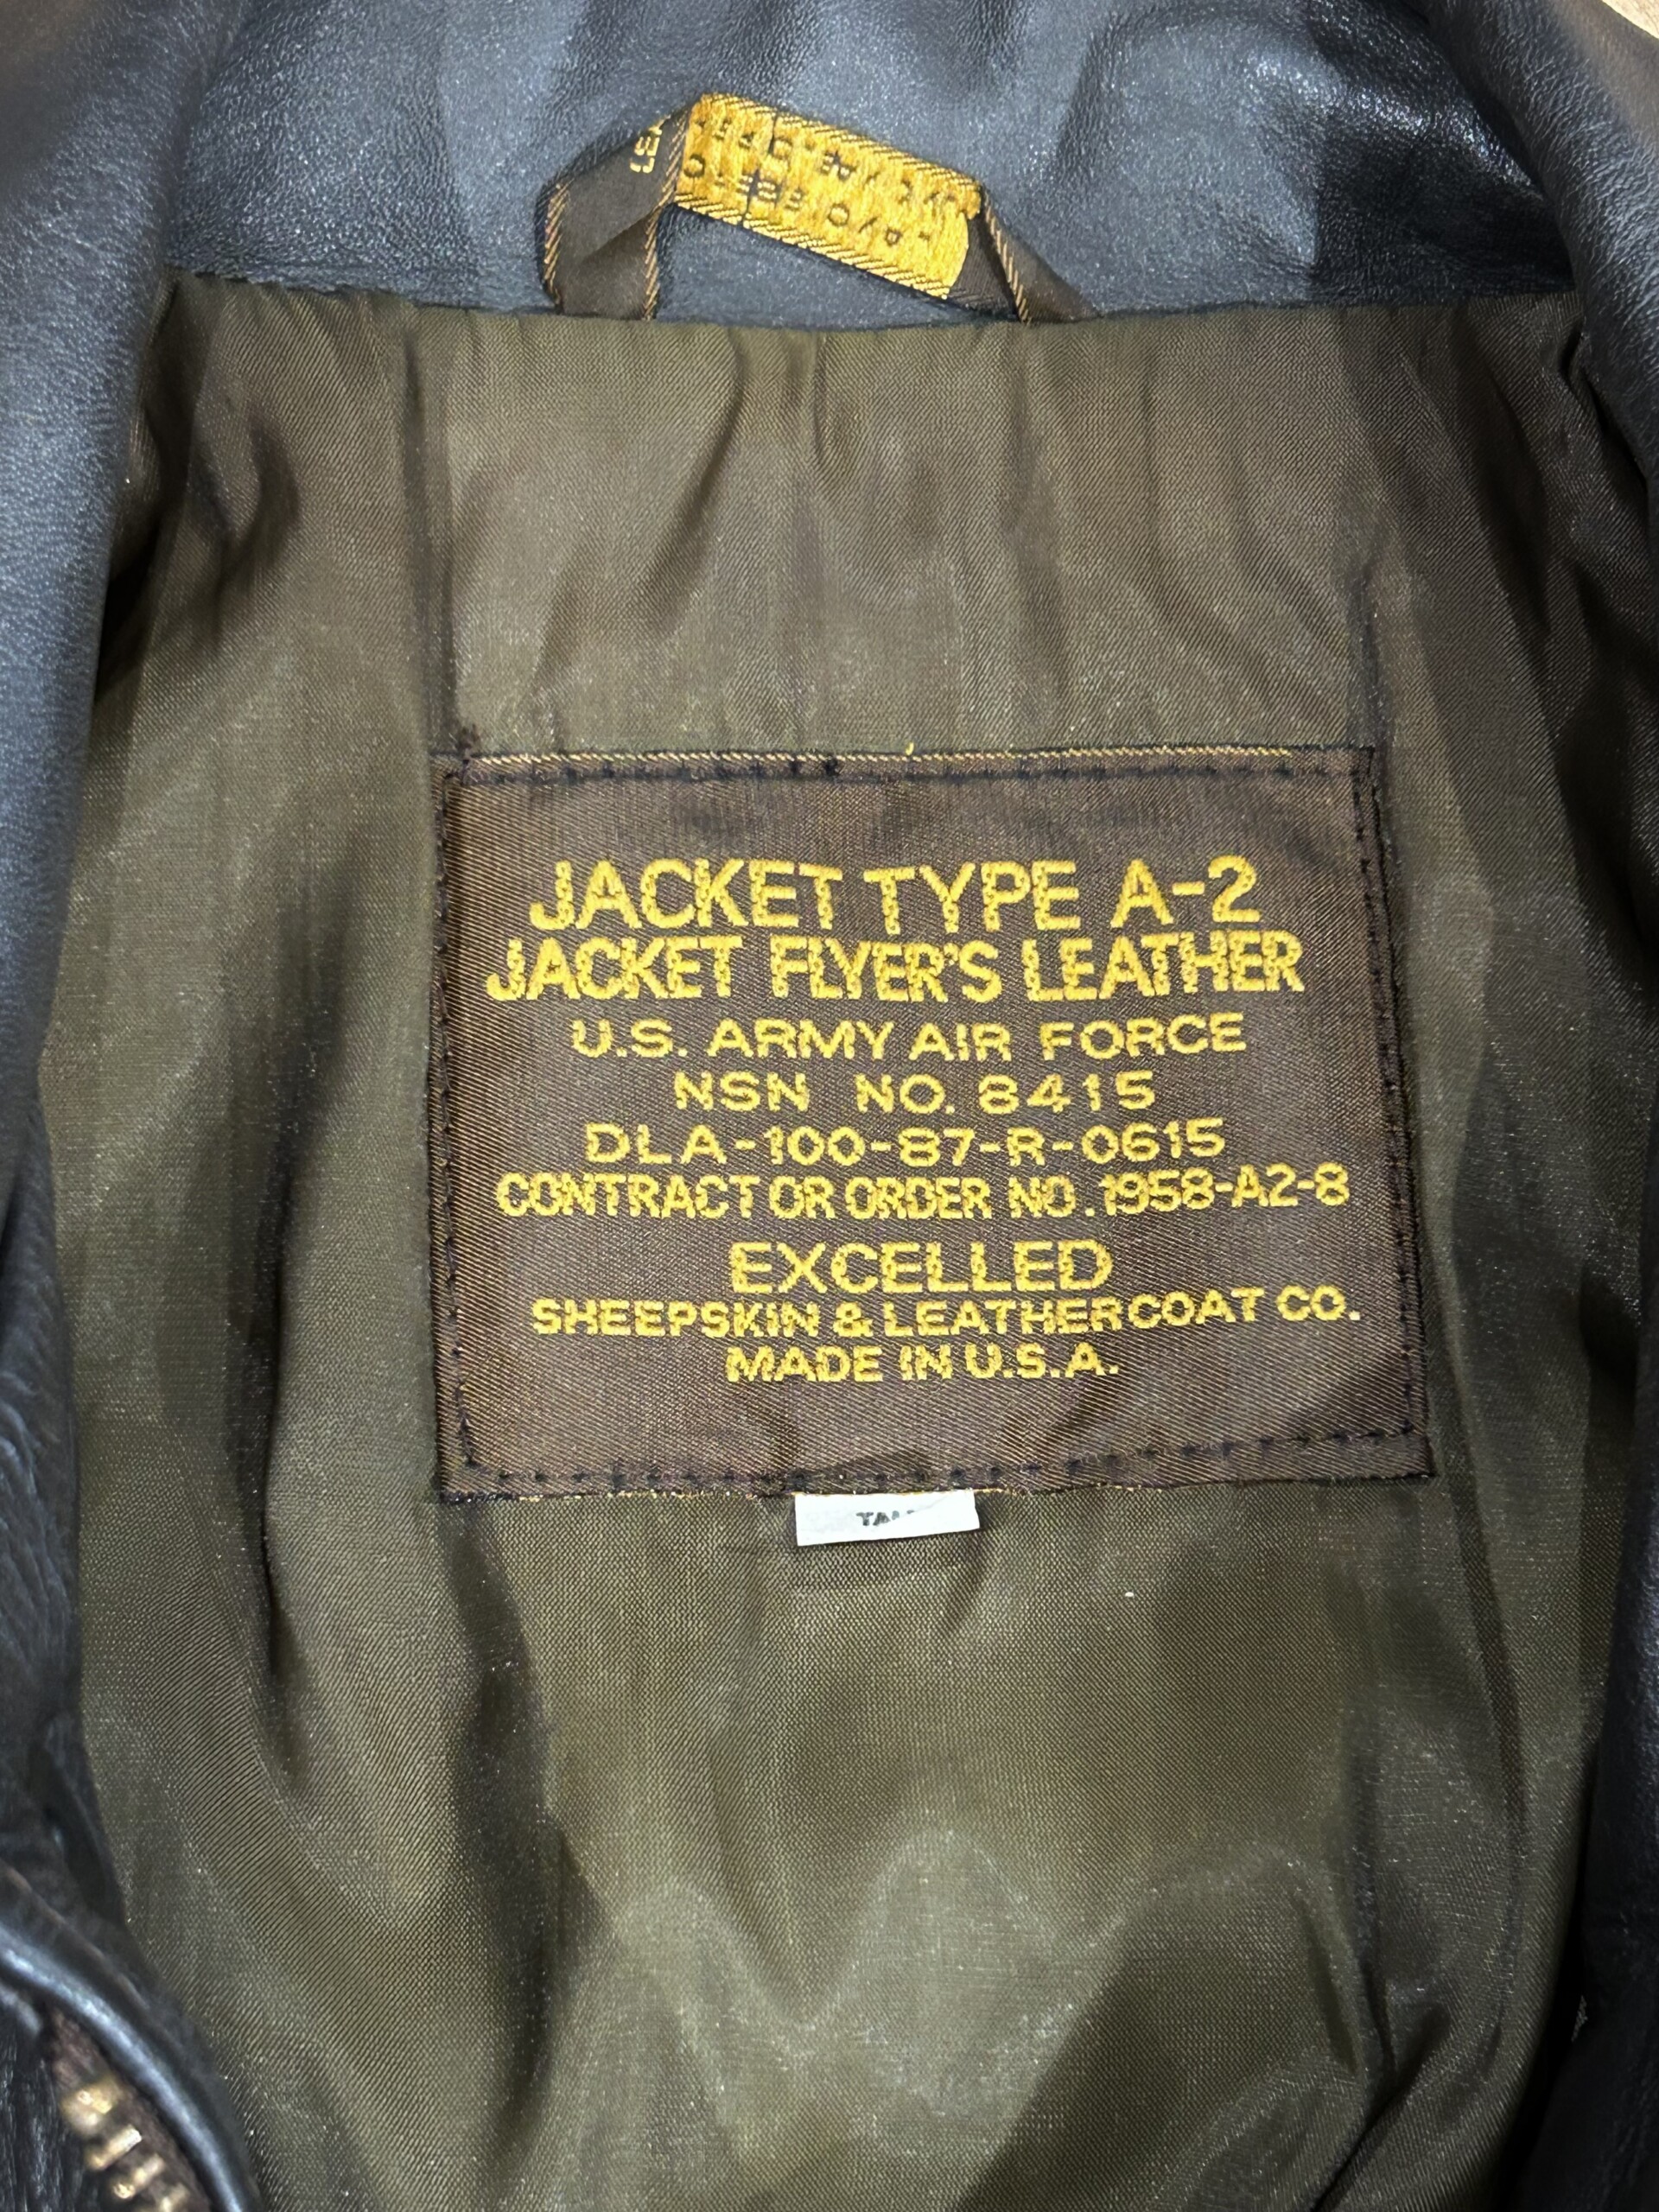 JACKET TYPE A-2
JACKET FLYER'S LEATHER
U.S. ARMY AIR FORCE
NSN NO. 8415
DLA-100-87-R-0615
CONTRACT OR ORDER NO. 1958-A2-8
EXCELLED
SHEEPSKIN & LEATHER COAT CO.
MADE IN U.S.A.